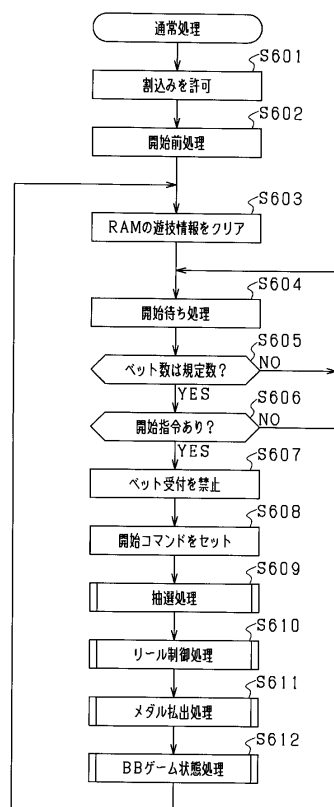 通常処理
S601
割込みを許可
S602
開始前処理
S603
RAMの遊技情報をクリア
S604
開始待ち処理
S605
ベット数は規定数?
NO
YES
S606
開始指令あり?
NO
YES
S607
ベット受付を禁止
S608
開始コマンドをセット
S609
抽選処理
S610
リール制御処理
S611
メダル払出処理
S612
BBゲーム状態処理